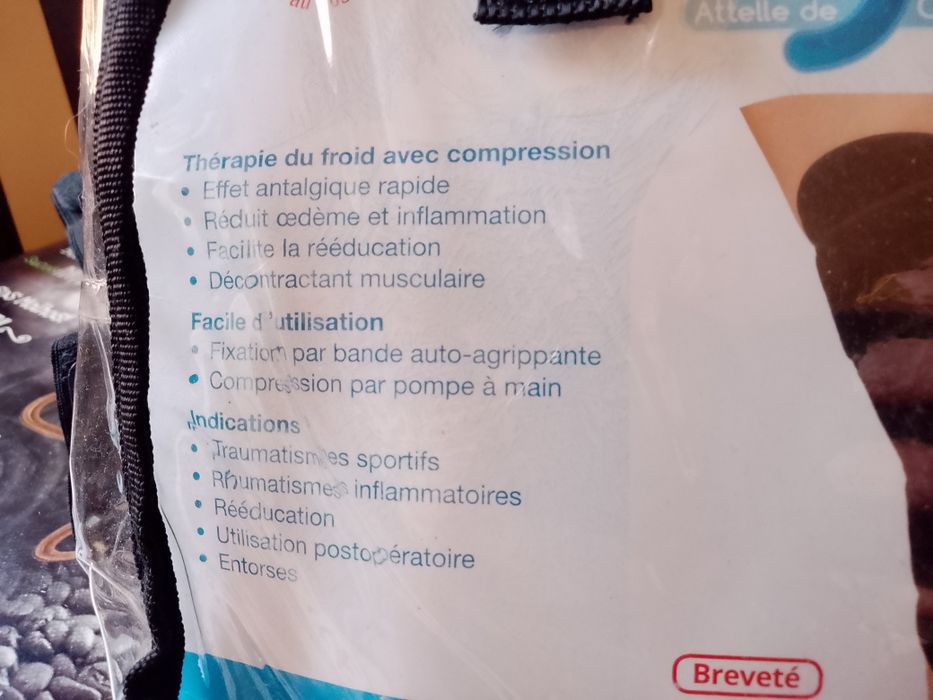 au
Attelle de
Thérapie du froid avec compression
• Effet antalgique rapide
• Réduit œdème et inflammation
• Facilite la rééducation
• Décontractant musculaire
Facile d'utilisation
• Fixation par bande auto-agrippante
• Compression par pompe à main
Indications
• Traumatismes sportifs
• Rhumatismes inflammatoires
• Rééducation
• Utilisation postopératoire
• Entorses
Breveté